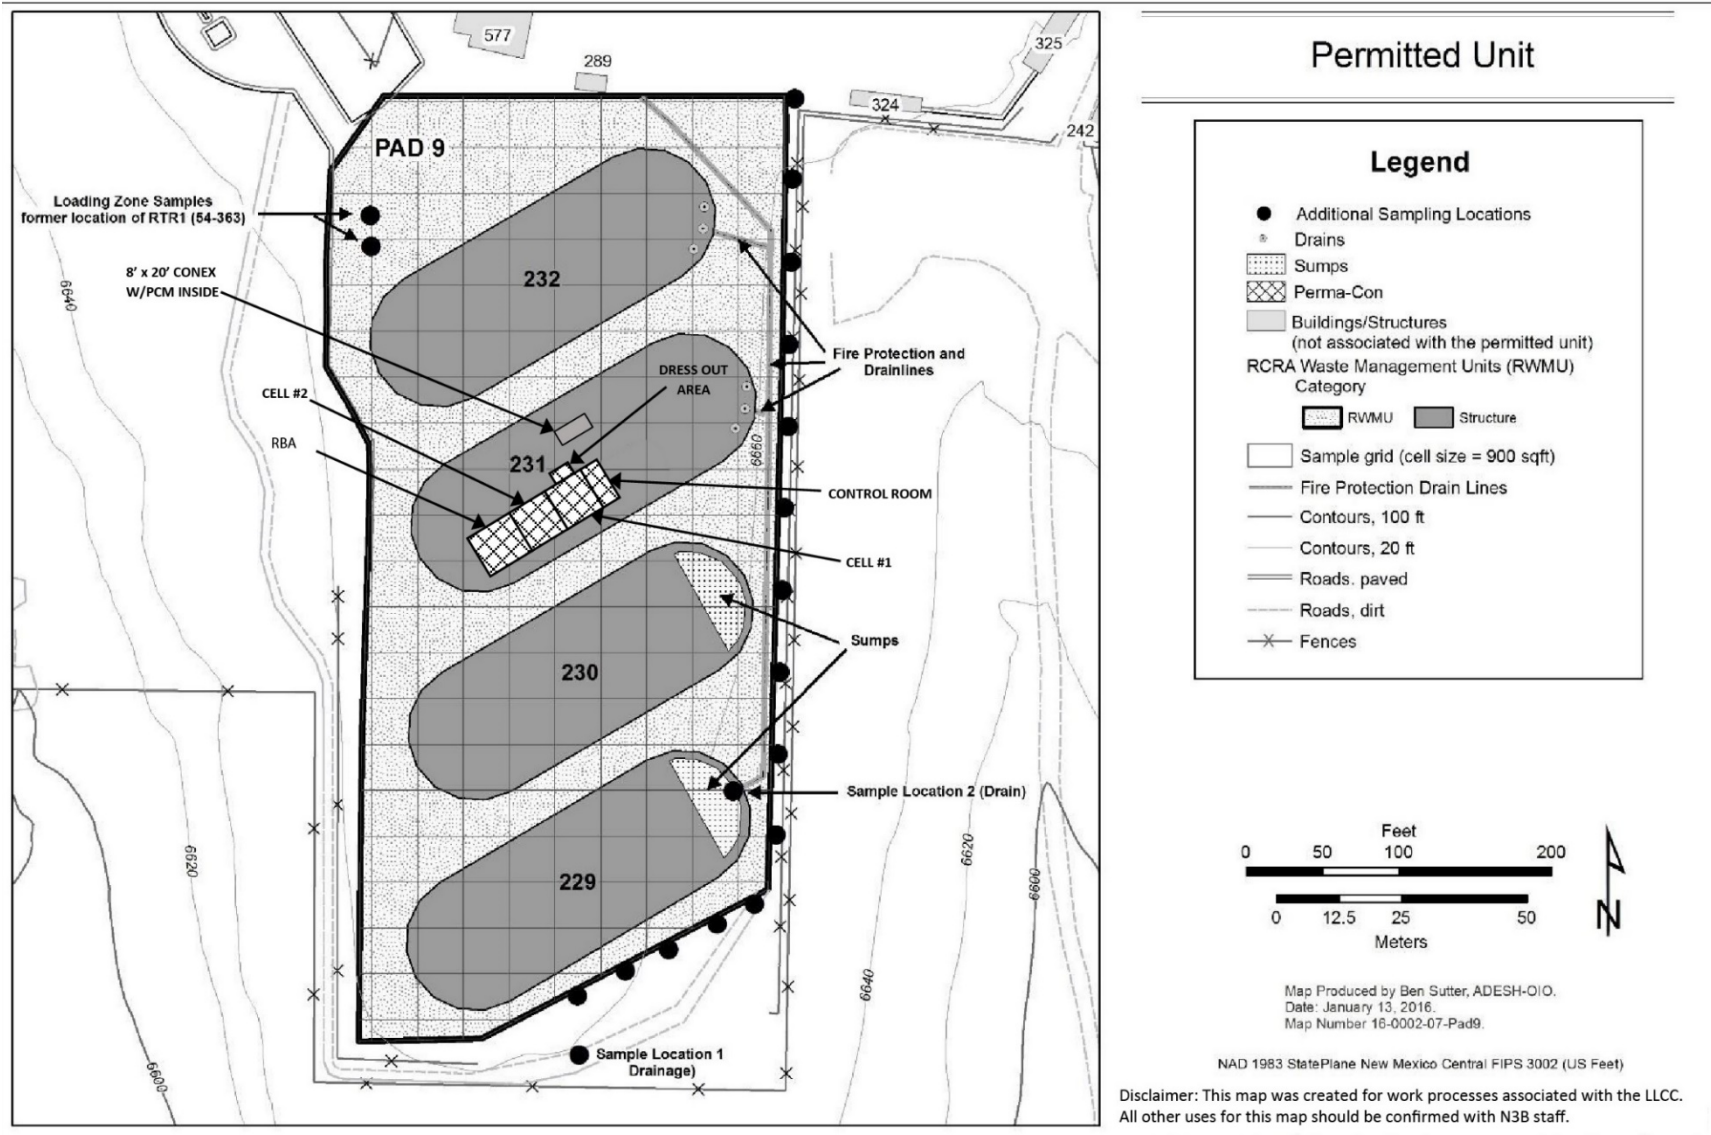 577
289
325
324
242
PAD 9
Loading Zone Samples
former location of RTR1 (54-363)
8' x 20' CONEX
W/PCM INSIDE
232
6640
Fire Protection and
Drainlines
DRESS OUT
AREA
CELL #2
RBA
231
6660
CONTROL ROOM
CELL #1
Sumps
230
Sample Location 2 (Drain)
229
6620
6620
6600
6640
6600
Sample Location 1
Drainage)
Permitted Unit
Legend
Additional Sampling Locations
Drains
Sumps
Perma-Con
Buildings/Structures
(not associated with the permitted unit)
RCRA Waste Management Units (RWMU)
Category
RWMU Structure
Sample grid (cell size = 900 sqft)
Fire Protection Drain Lines
Contours, 100 ft
Contours, 20 ft
Roads. paved
Roads, dirt
Fences
Feet
0 50 100 200
0 12.5 25 50
Meters
N
Map Produced by Ben Sutter, ADESH-OIO.
Date: January 13, 2016.
Map Number 16-0002-07-Pad9.
NAD 1983 StatePlane New Mexico Central FIPS 3002 (US Feet)
Disclaimer: This map was created for work processes associated with the LLCC.
All other uses for this map should be confirmed with N3B staff.